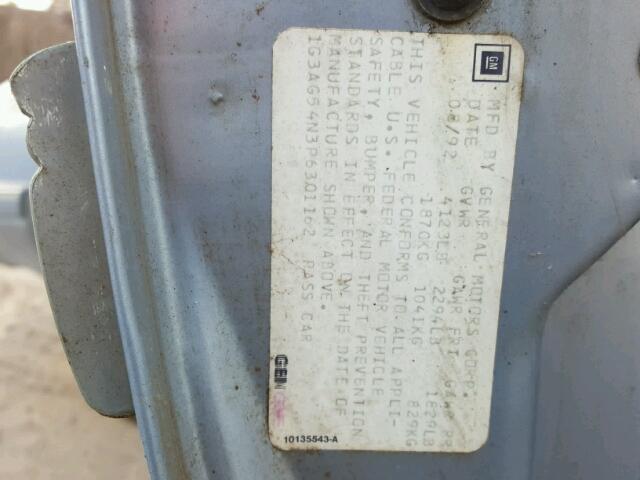 GM
MFD BY GENERAL MOTORS CORP.
DATE GVWR GAWR FRT GAWR RR
08/92 4123LB 2294LB 1829LB
1870KG 1041KG 829KG
THIS VEHICLE CONFORMS TO ALL APPLI-
CABLE U.S. FEDERAL MOTOR VEHICLE
SAFETY, BUMPER, AND THEFT PREVENTION
STANDARDS IN EFFECT ON THE DATE OF
MANUFACTURE SHOWN ABOVE.
1G3AG54N3P6301162 PASS CAR
GEN
10135543-A